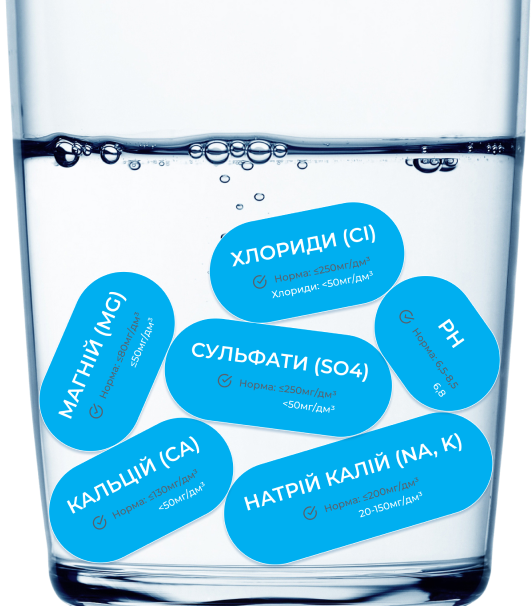 ХЛОРИДИ (Cl)
Норма: ≤250мг/дм³
Хлориди: <50мг/дм³
МАГНІЙ (MG)
Норма: ≤80мг/дм³
≤50мг/дм³
PH
Норма: 6,5-8,5
6,8
СУЛЬФАТИ (SO4)
Норма: ≤250мг/дм³
<50мг/дм³
КАЛЬЦІЙ (CA)
Норма: ≤130мг/дм³
<50мг/дм³
НАТРІЙ КАЛІЙ (NA, K)
Норма: ≤200мг/дм³
20-150мг/дм³